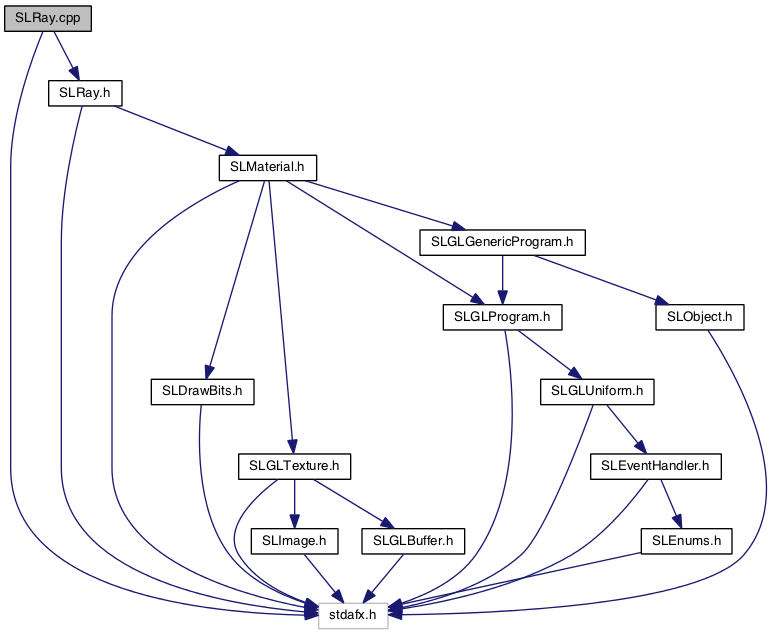 SLRay.cpp
SLRay.h
SLMaterial.h
SLGLGenericProgram.h
SLGLProgram.h
SLObject.h
SLDrawBits.h
SLGLUniform.h
SLGLTexture.h
SLEventHandler.h
SLImage.h
SLGLBuffer.h
SLEnums.h
stdafx.h